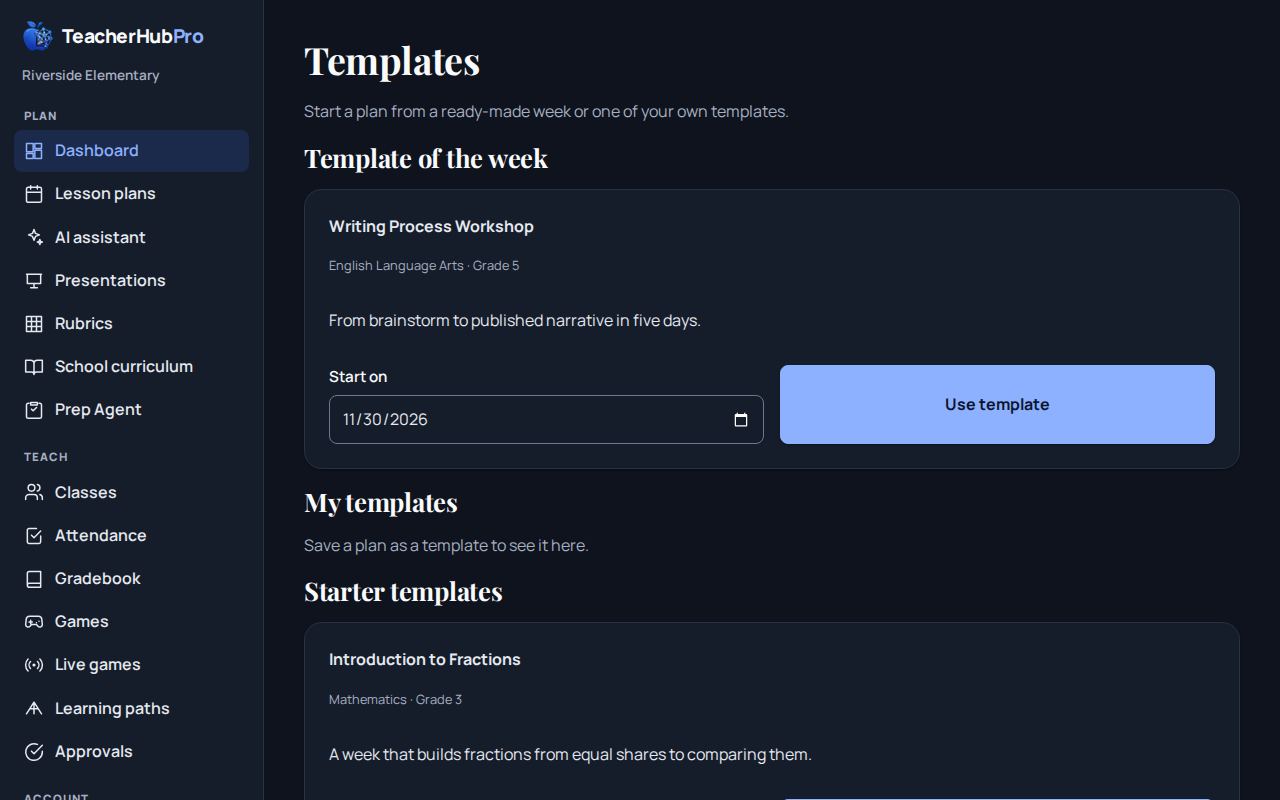 TeacherHubPro
Riverside Elementary
PLAN
Dashboard
Lesson plans
AI assistant
Presentations
Rubrics
School curriculum
Prep Agent
TEACH
Classes
Attendance
Gradebook
Games
Live games
Learning paths
Approvals
ACCOUNT
Templates
Start a plan from a ready-made week or one of your own templates.
Template of the week
Writing Process Workshop
English Language Arts · Grade 5
From brainstorm to published narrative in five days.
Start on
11/30/2026
Use template
My templates
Save a plan as a template to see it here.
Starter templates
Introduction to Fractions
Mathematics · Grade 3
A week that builds fractions from equal shares to comparing them.